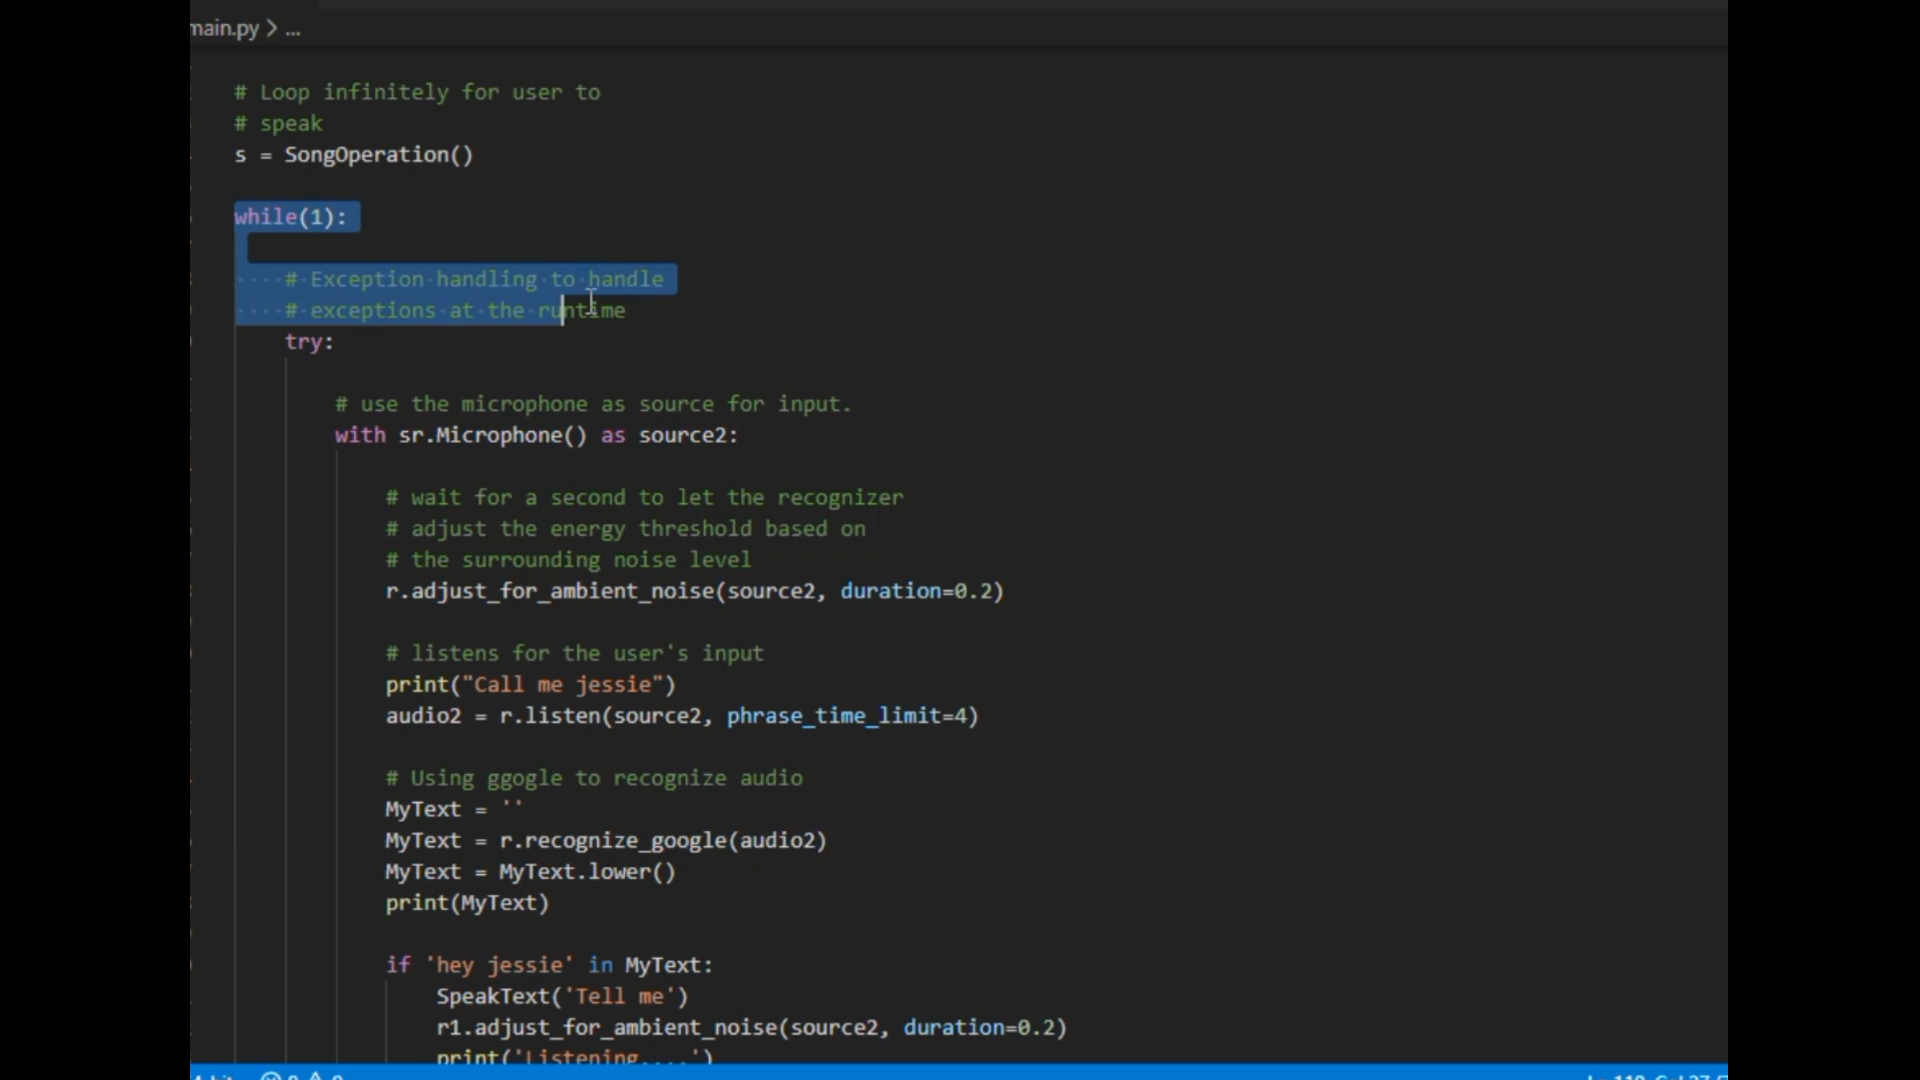 main.py > ...
# Loop infinitely for user to
# speak
s = SongOperation()
while(1):
# Exception handling to handle
# exceptions at the runtime
try:
# use the microphone as source for input.
with sr.Microphone() as source2:
# wait for a second to let the recognizer
# adjust the energy threshold based on
# the surrounding noise level
r.adjust_for_ambient_noise(source2, duration=0.2)
# listens for the user's input
print("Call me jessie")
audio2 = r.listen(source2, phrase_time_limit=4)
# Using ggogle to recognize audio
MyText = ''
MyText = r.recognize_google(audio2)
MyText = MyText.lower()
print(MyText)
if 'hey jessie' in MyText:
SpeakText('Tell me')
r1.adjust_for_ambient_noise(source2, duration=0.2)
print('Listening....')